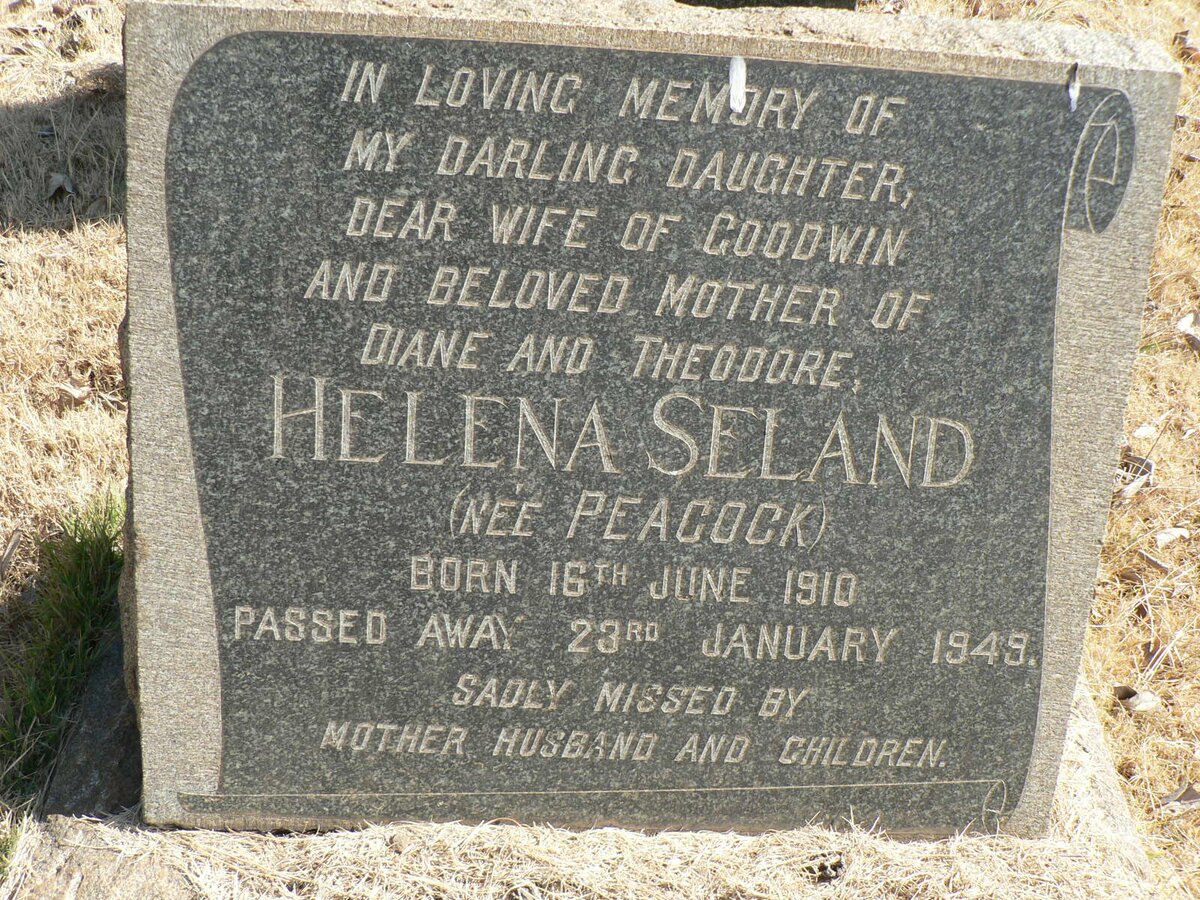 IN LOVING MEMORY OF
MY DARLING DAUGHTER,
DEAR WIFE OF GOODWIN
AND BELOVED MOTHER OF
DIANE AND THEODORE,
HELENA SELAND
(NÉE PEACOCK)
BORN 16TH JUNE 1910
PASSED AWAY 23RD JANUARY 1949.
SADLY MISSED BY
MOTHER HUSBAND AND CHILDREN.